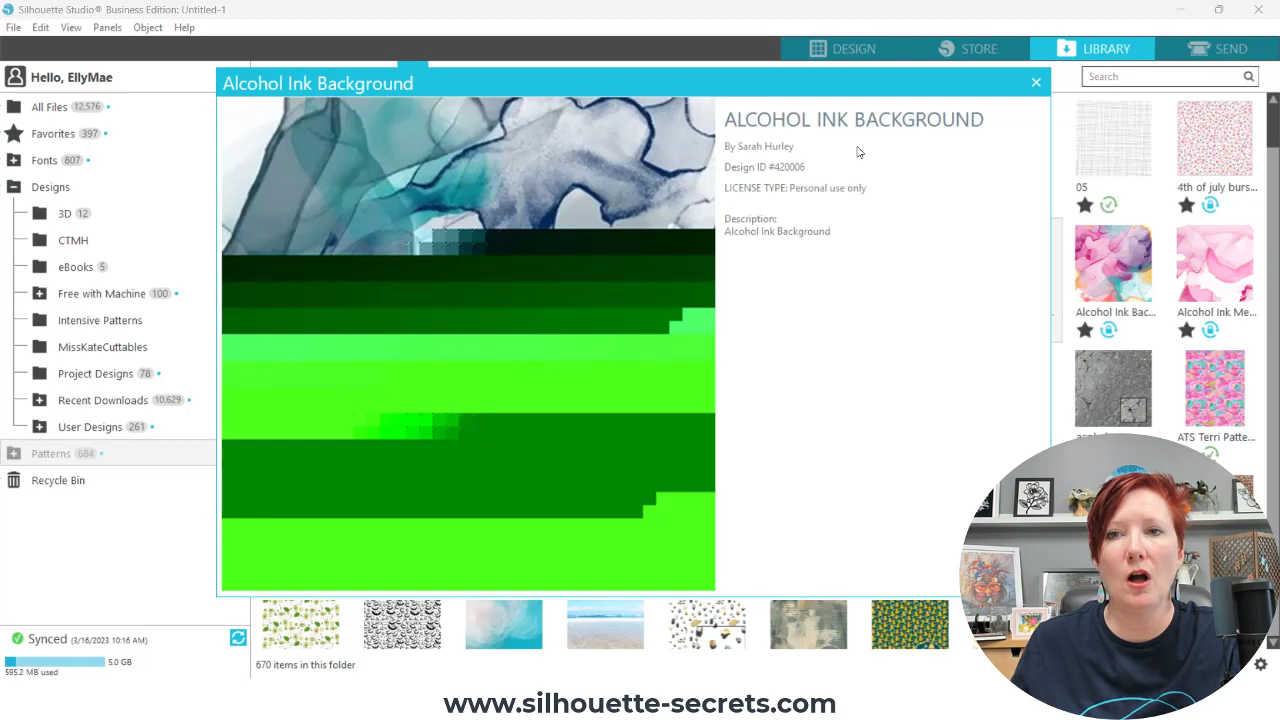 Silhouette Studio® Business Edition: Untitled-1
File Edit View Panels Object Help
DESIGN STORE LIBRARY SEND
Hello, EllyMae
Search
All Files 12,576
Favorites 397
Fonts 807
Designs
3D 12
CTMH
eBooks 5
Free with Machine 100
Intensive Patterns
MissKateCuttables
Project Designs 78
Recent Downloads 10,629
User Designs 261
Patterns 684
Recycle Bin
Synced (3/16/2023 10:16 AM)
5.0 GB
595.2 MB used
Alcohol Ink Background
ALCOHOL INK BACKGROUND
By Sarah Hurley
Design ID #420006
LICENSE TYPE: Personal use only
Description:
Alcohol Ink Background
05
4th of july burs...
Alcohol Ink Bac...
Alcohol Ink Me...
ATS Terri Patte...
670 items in this folder
www.silhouette-secrets.com